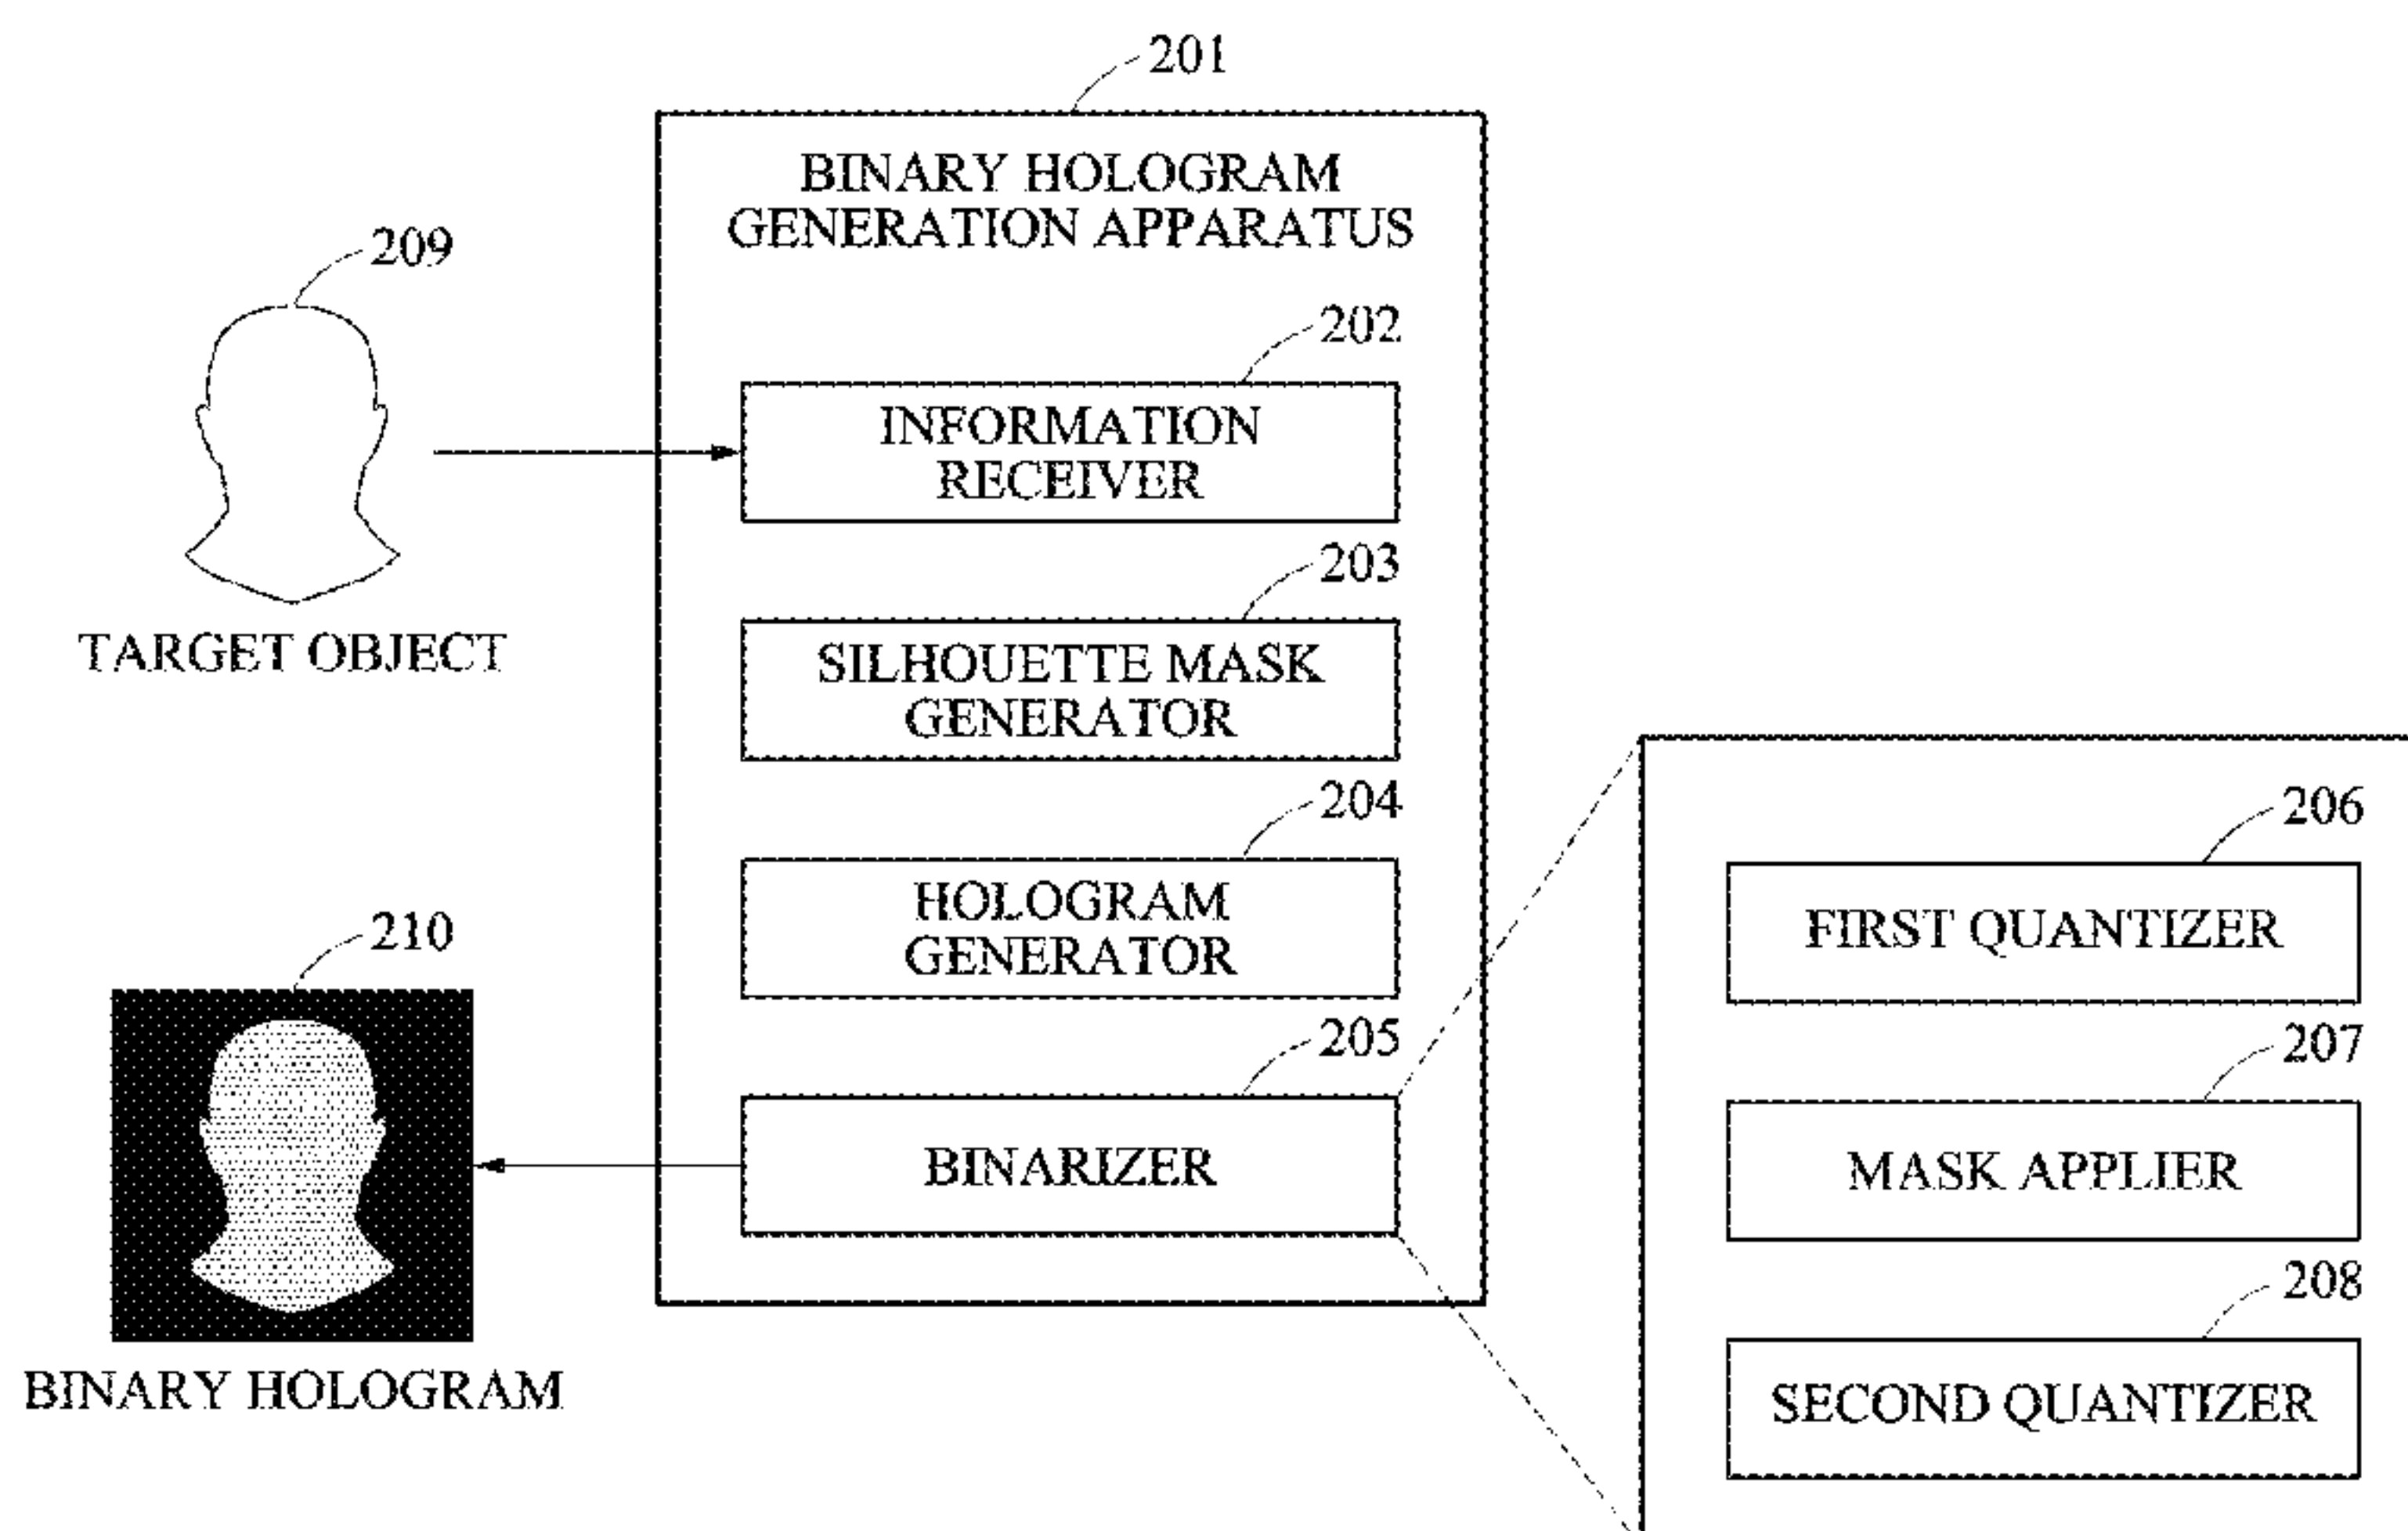 201
BINARY HOLOGRAM
GENERATION APPARATUS
209
202
INFORMATION
RECEIVER
TARGET OBJECT
203
SILHOUETTE MASK
GENERATOR
204
HOLOGRAM
GENERATOR
210
205
BINARIZER
BINARY HOLOGRAM
206
FIRST QUANTIZER
207
MASK APPLIER
208
SECOND QUANTIZER